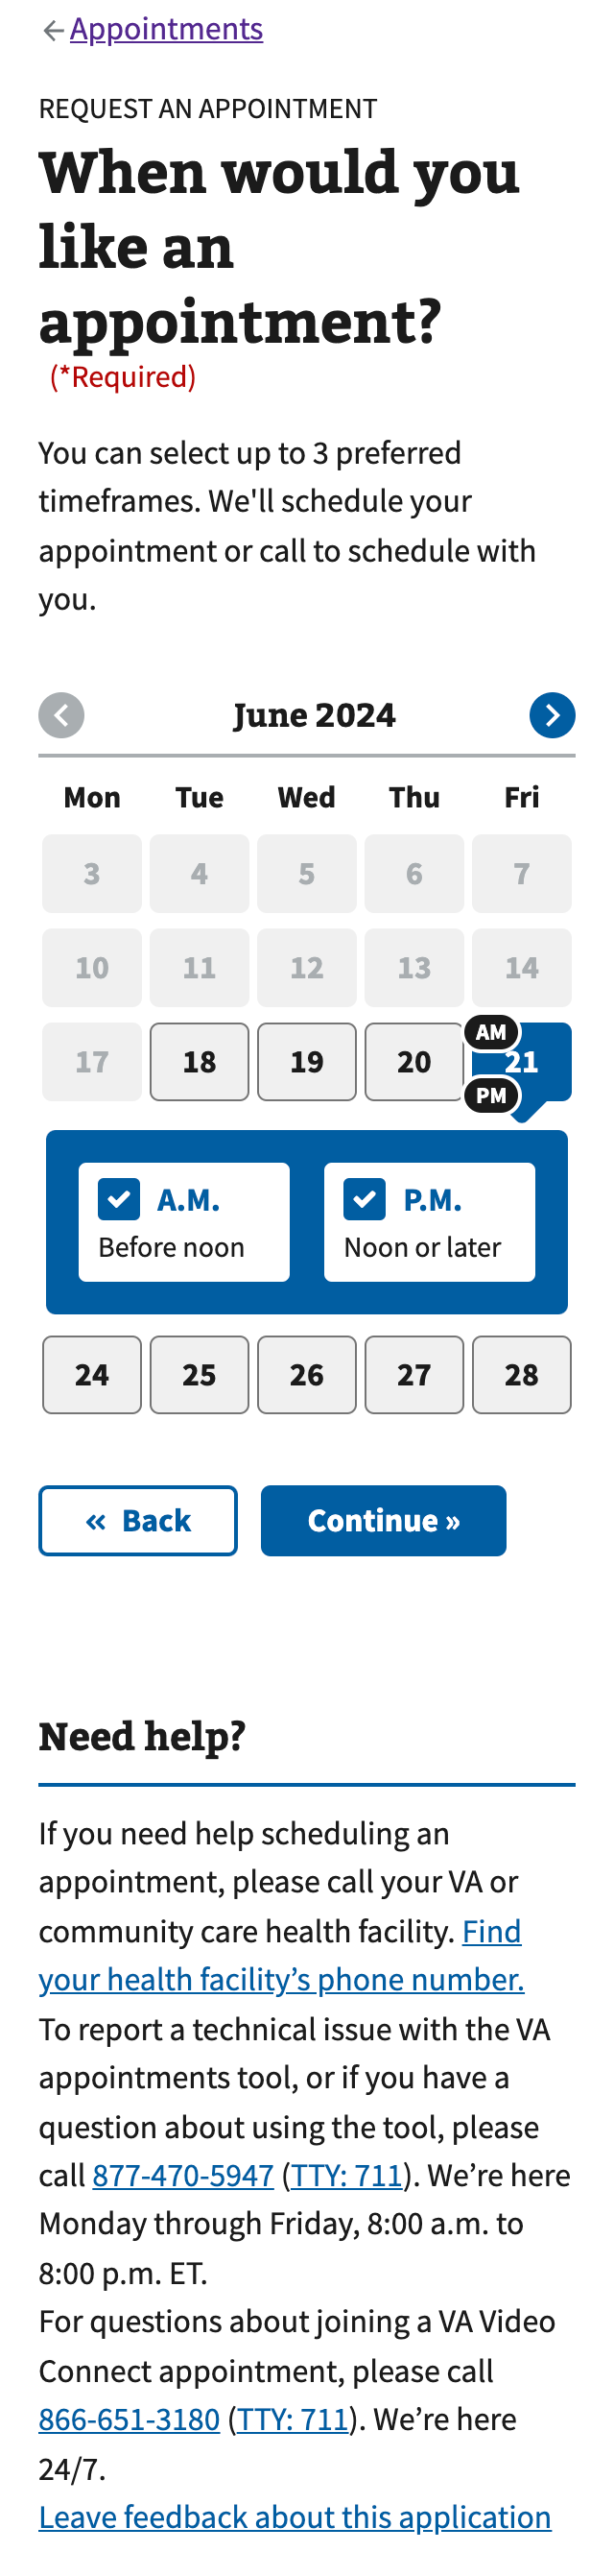 Appointments
REQUEST AN APPOINTMENT
When would you
like an
appointment?
(*Required)
You can select up to 3 preferred
timeframes. We'll schedule your
appointment or call to schedule with
you.
June 2024
Mon Tue Wed Thu Fri
3 4 5 6 7
10 11 12 13 14
17 18 19 20 AM 21 PM
A.M. P.M.
Before noon Noon or later
24 25 26 27 28
« Back Continue »
Need help?
If you need help scheduling an
appointment, please call your VA or
community care health facility. Find
your health facility’s phone number.
To report a technical issue with the VA
appointments tool, or if you have a
question about using the tool, please
call 877-470-5947 (TTY: 711). We’re here
Monday through Friday, 8:00 a.m. to
8:00 p.m. ET.
For questions about joining a VA Video
Connect appointment, please call
866-651-3180 (TTY: 711). We’re here
24/7.
Leave feedback about this application